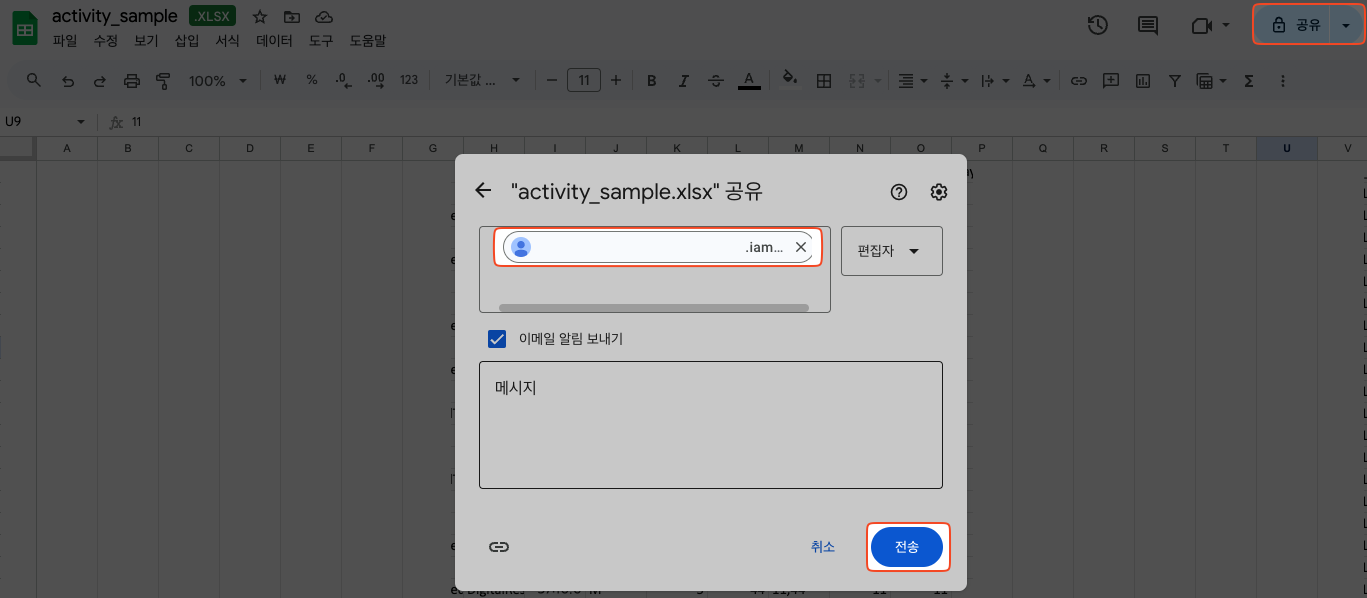 activity_sample .XLSX
파일 수정 보기 삽입 서식 데이터 도구 도움말
공유
100% ₩ % .0 .00 123 기본값 ... 11 B I A A Σ
U9 fx 11
A B C D E F G H I J K L M N O P Q R S T U V
"activity_sample.xlsx" 공유
.iam...
편집자
이메일 알림 보내기
메시지
취소 전송